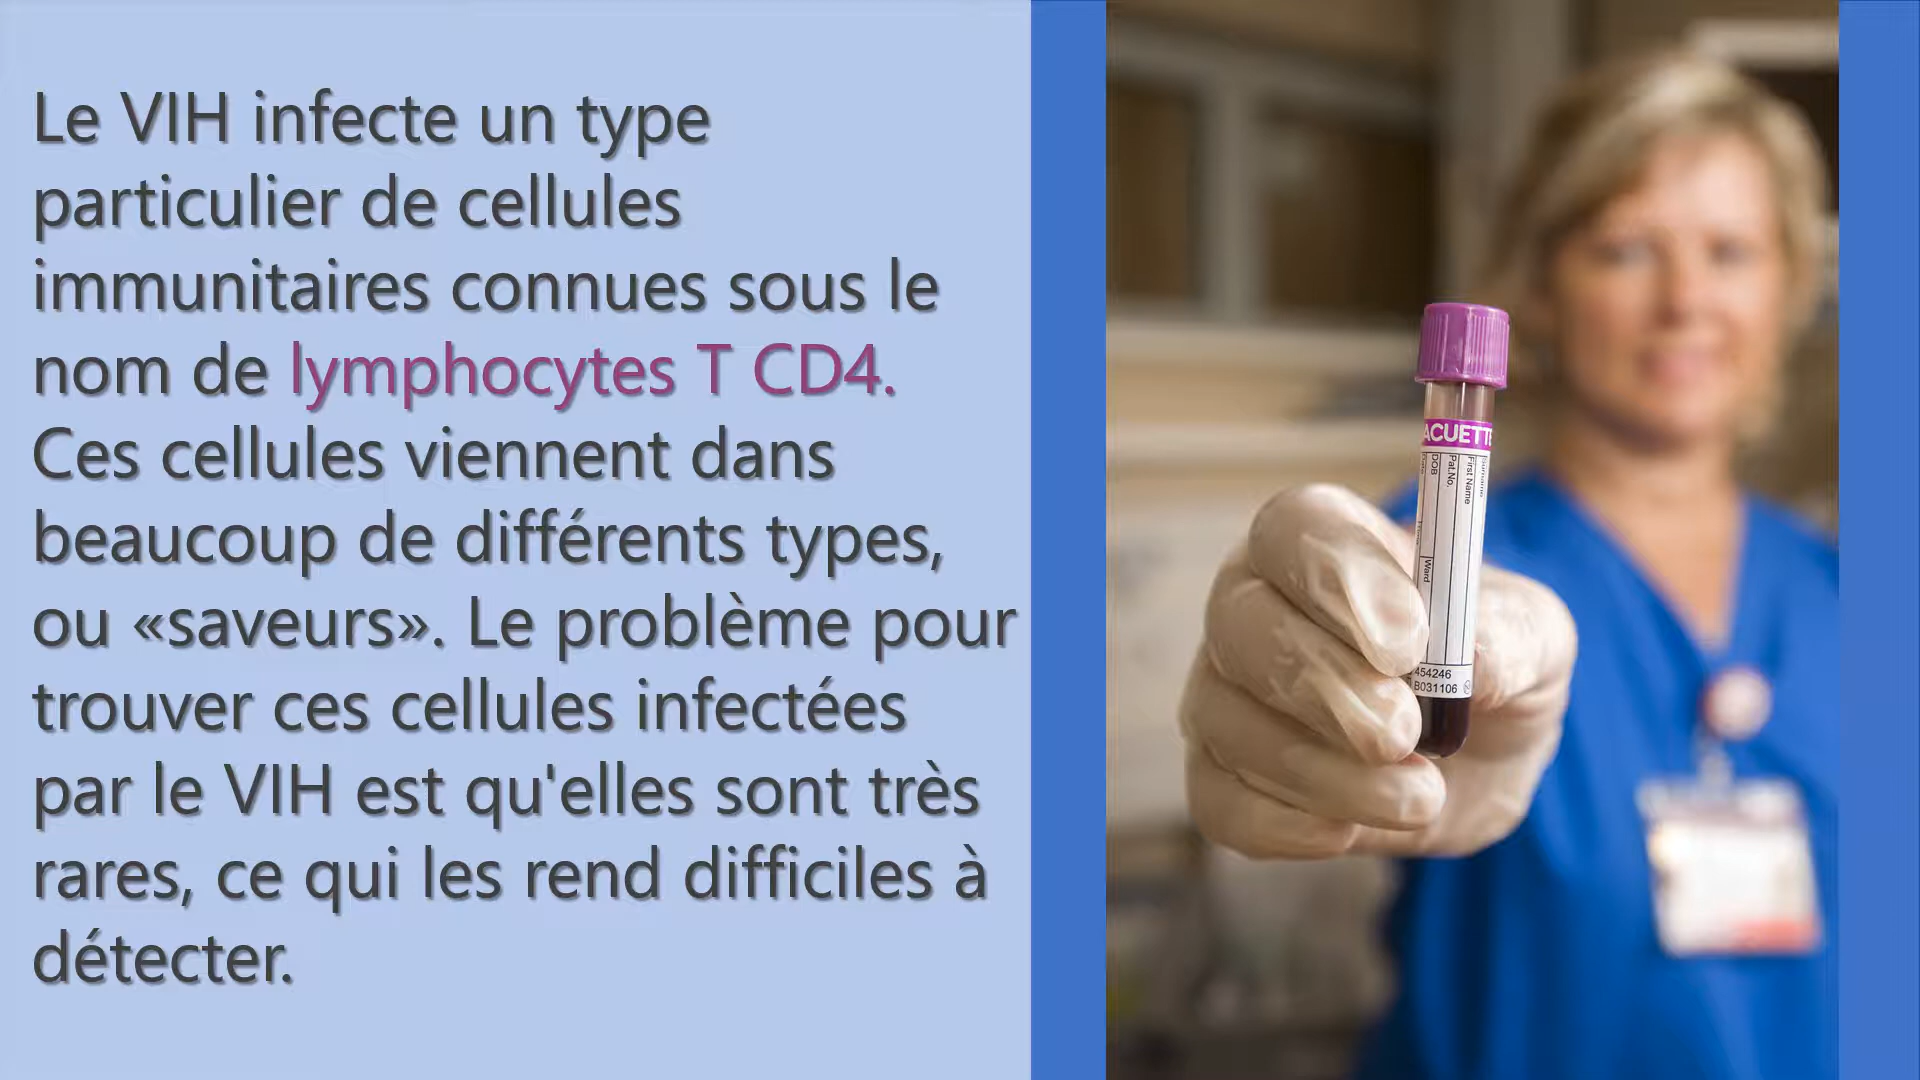 Le VIH infecte un type
particulier de cellules
immunitaires connues sous le
nom de lymphocytes T CD4.
Ces cellules viennent dans
beaucoup de différents types,
ou «saveurs». Le problème pour
trouver ces cellules infectées
par le VIH est qu'elles sont très
rares, ce qui les rend difficiles à
détecter.
ACUETT
Surname
First Name
Pat.No.
DOB
Ward
454246
B031106